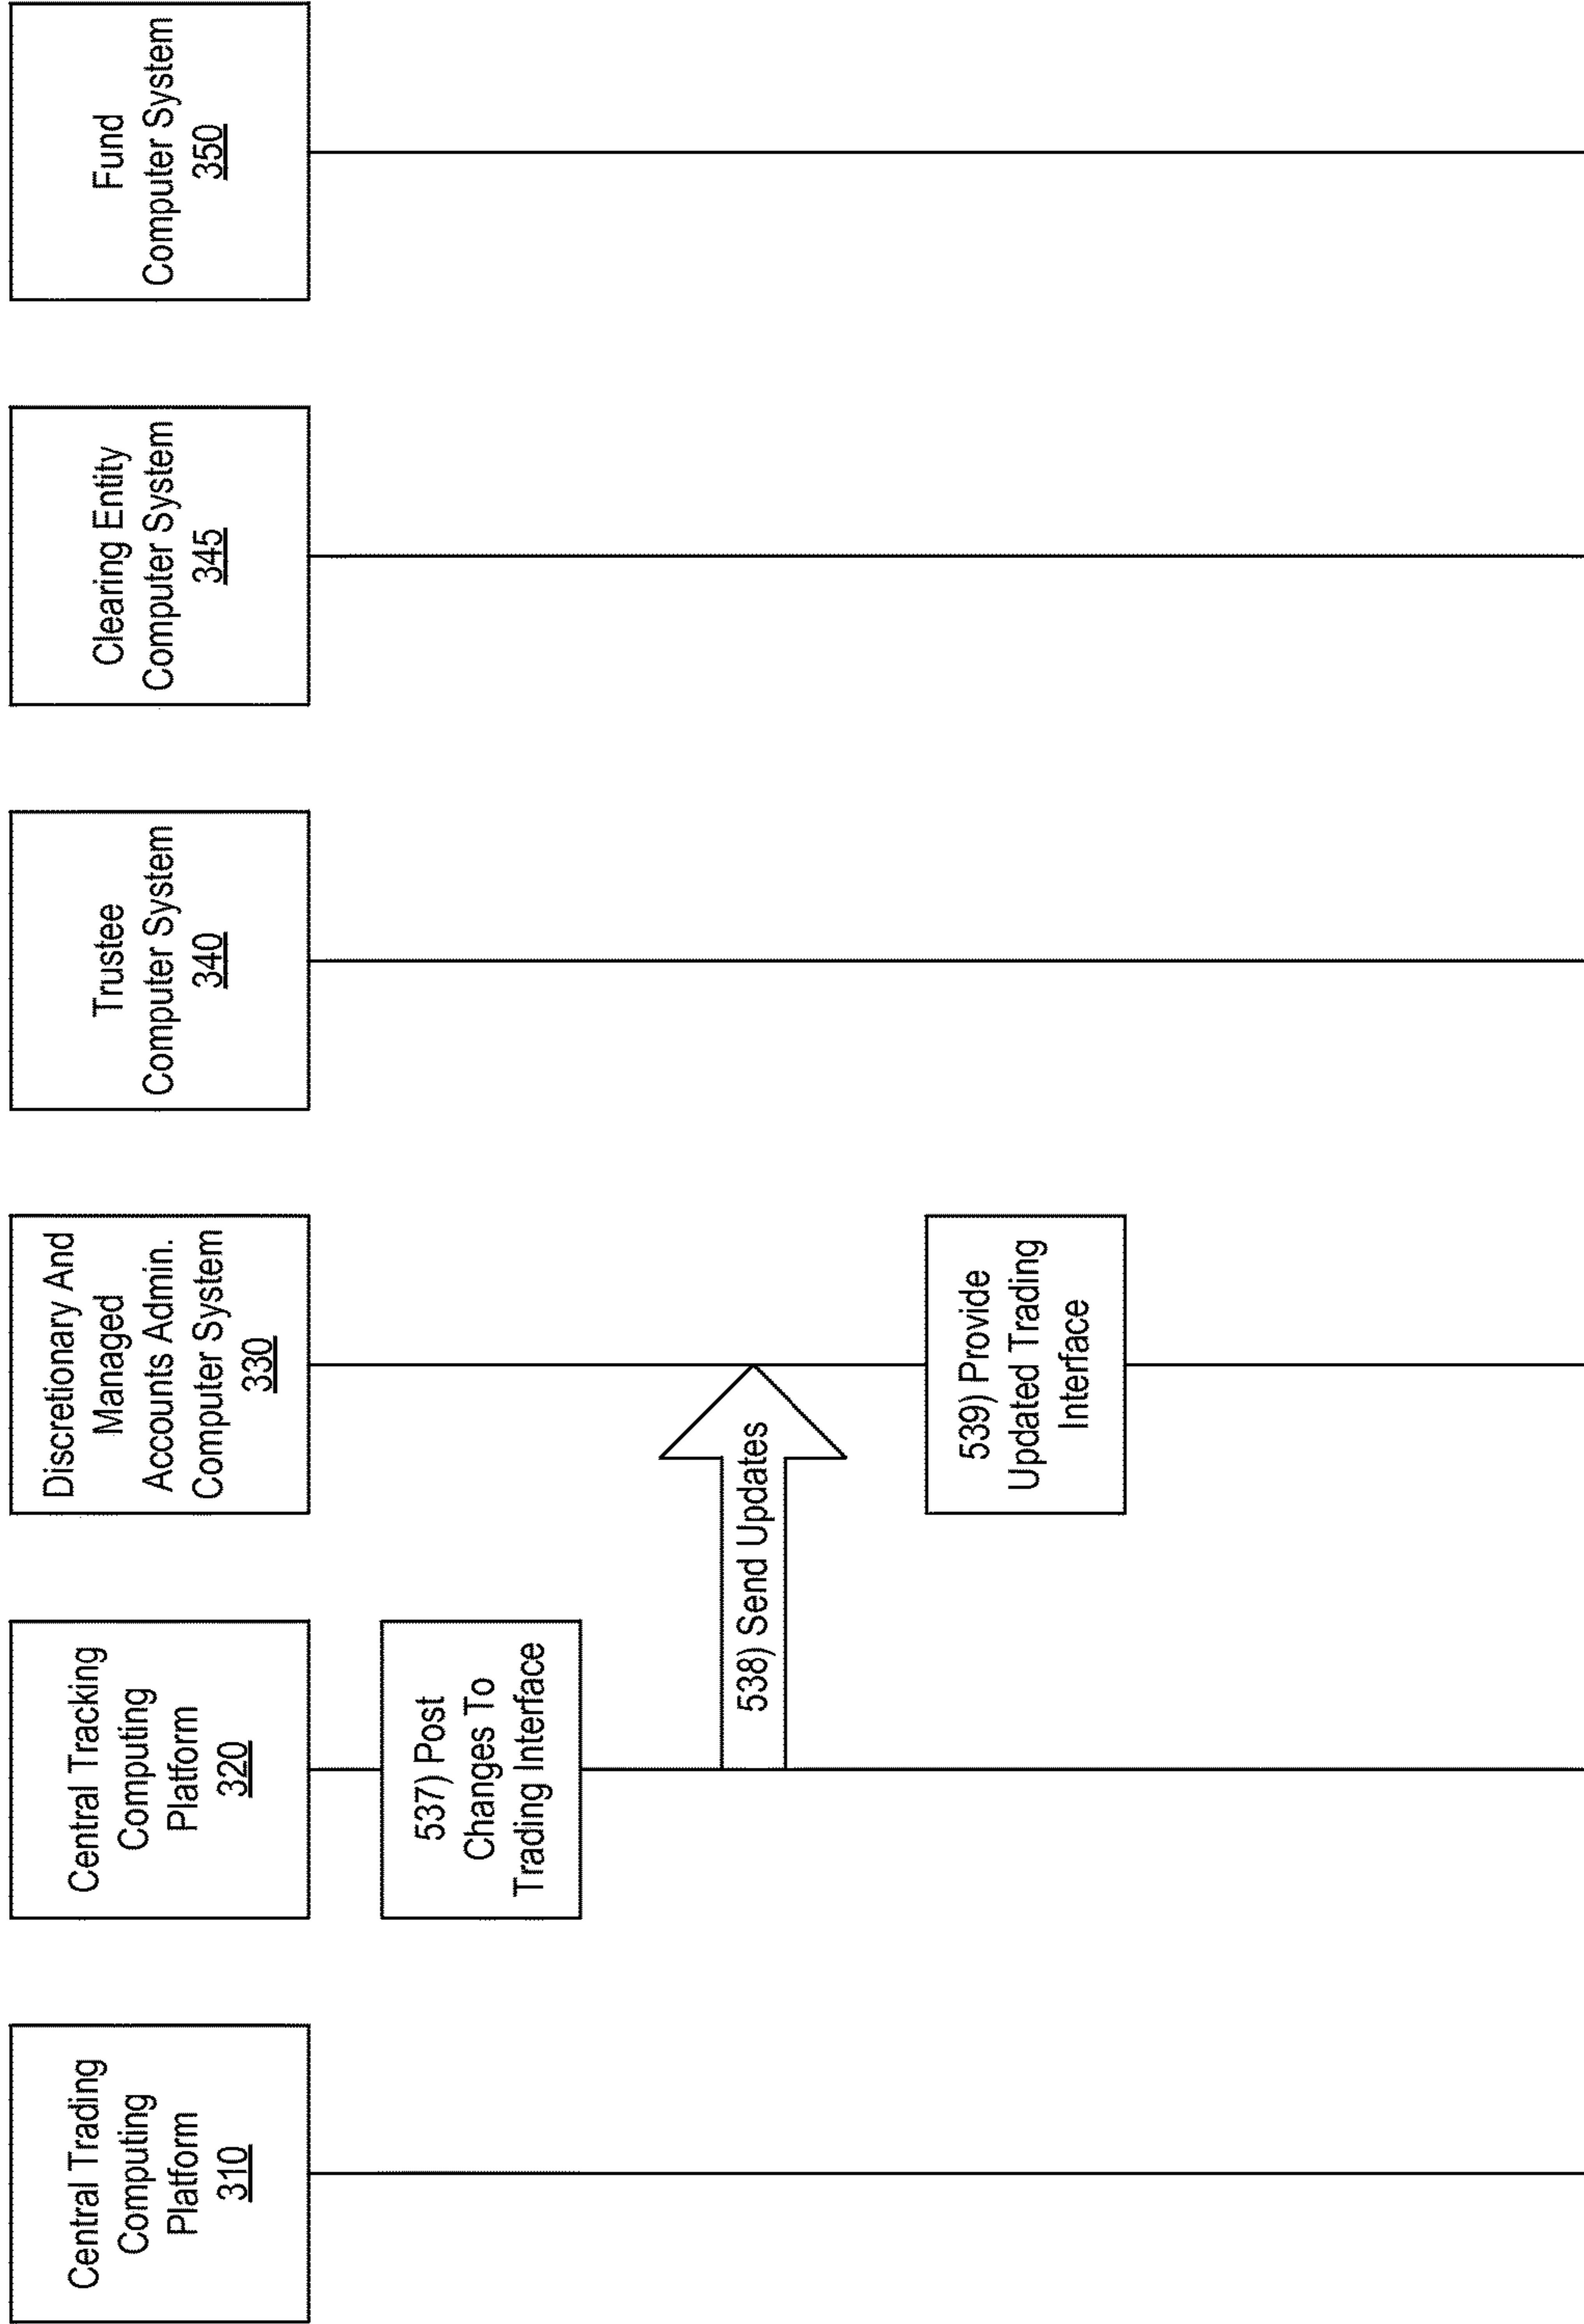 Central Trading
Computing
Platform
310
Central Tracking
Computing
Platform
320
Discretionary And
Managed
Accounts Admin.
Computer System
330
Trustee
Computer System
340
Clearing Entity
Computer System
345
Fund
Computer System
350
537) Post
Changes To
Trading Interface
538) Send Updates
539) Provide
Updated Trading
Interface